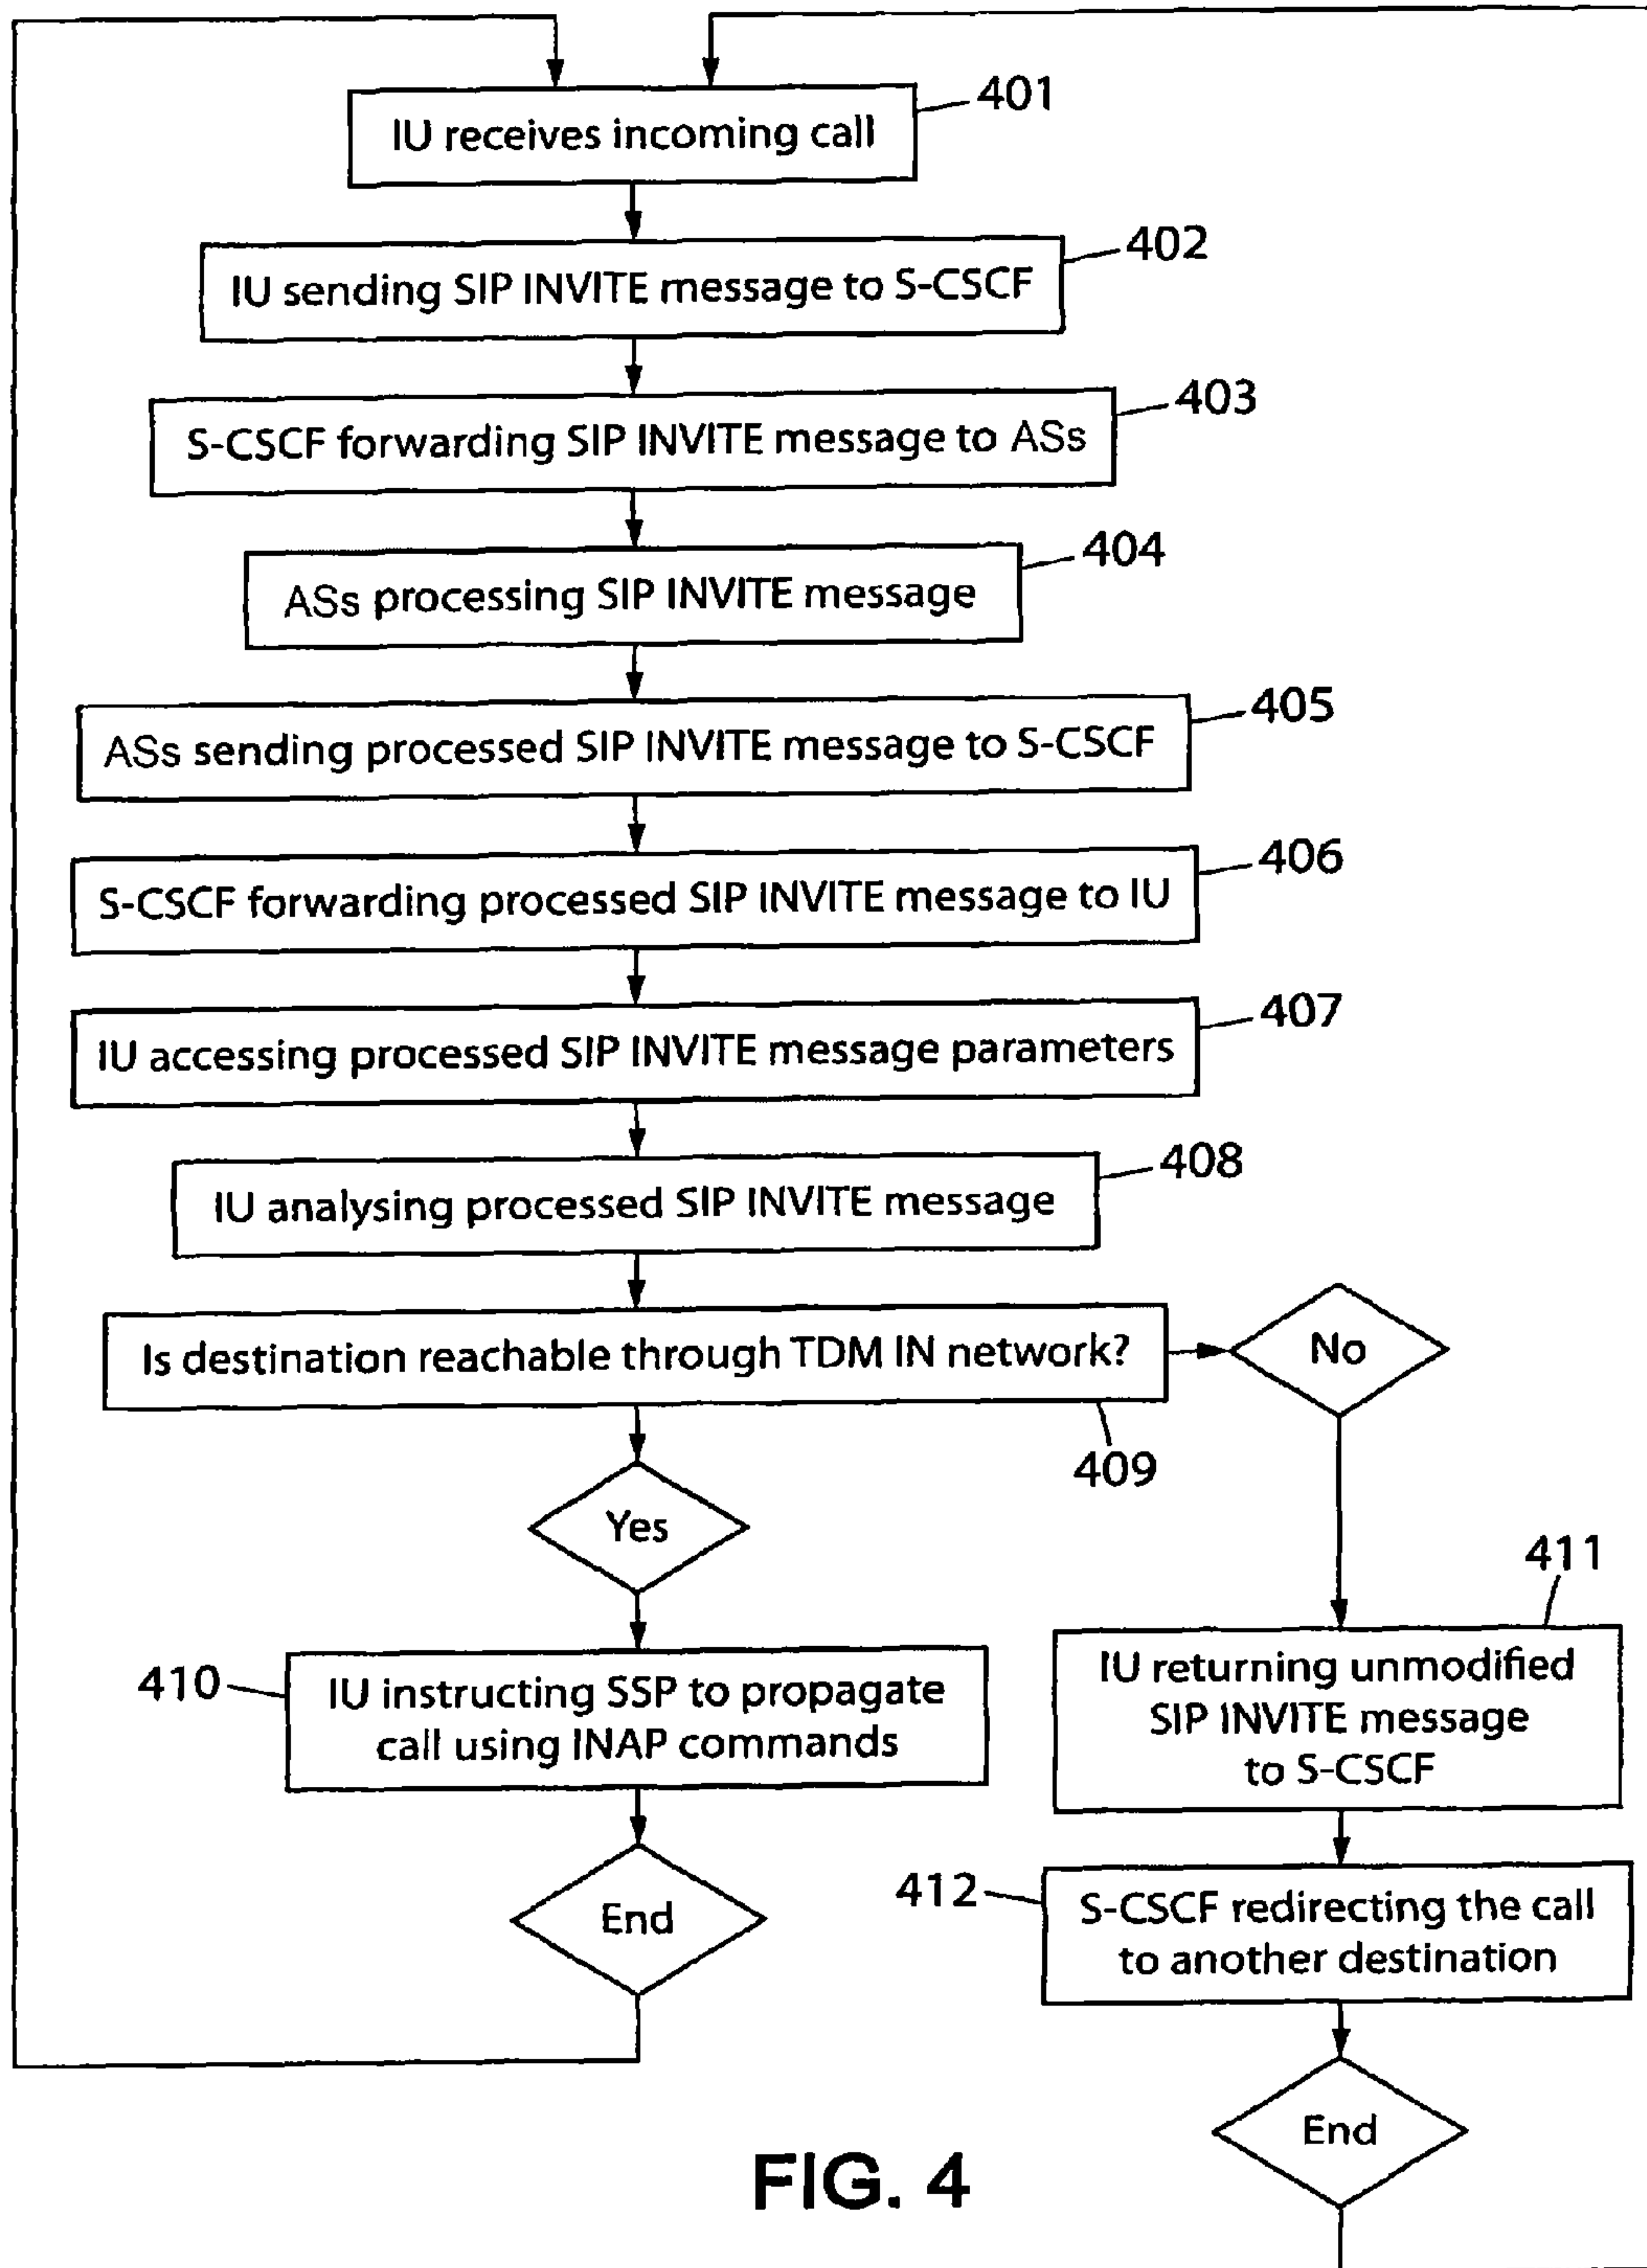 401
IU receives incoming call
402
IU sending SIP INVITE message to S-CSCF
403
S-CSCF forwarding SIP INVITE message to ASs
404
ASs processing SIP INVITE message
405
ASs sending processed SIP INVITE message to S-CSCF
406
S-CSCF forwarding processed SIP INVITE message to IU
407
IU accessing processed SIP INVITE message parameters
408
IU analysing processed SIP INVITE message
Is destination reachable through TDM IN network?
No
409
Yes
411
410
IU instructing SSP to propagate
call using INAP commands
IU returning unmodified
SIP INVITE message
to S-CSCF
412
S-CSCF redirecting the call
to another destination
End
End
FIG. 4